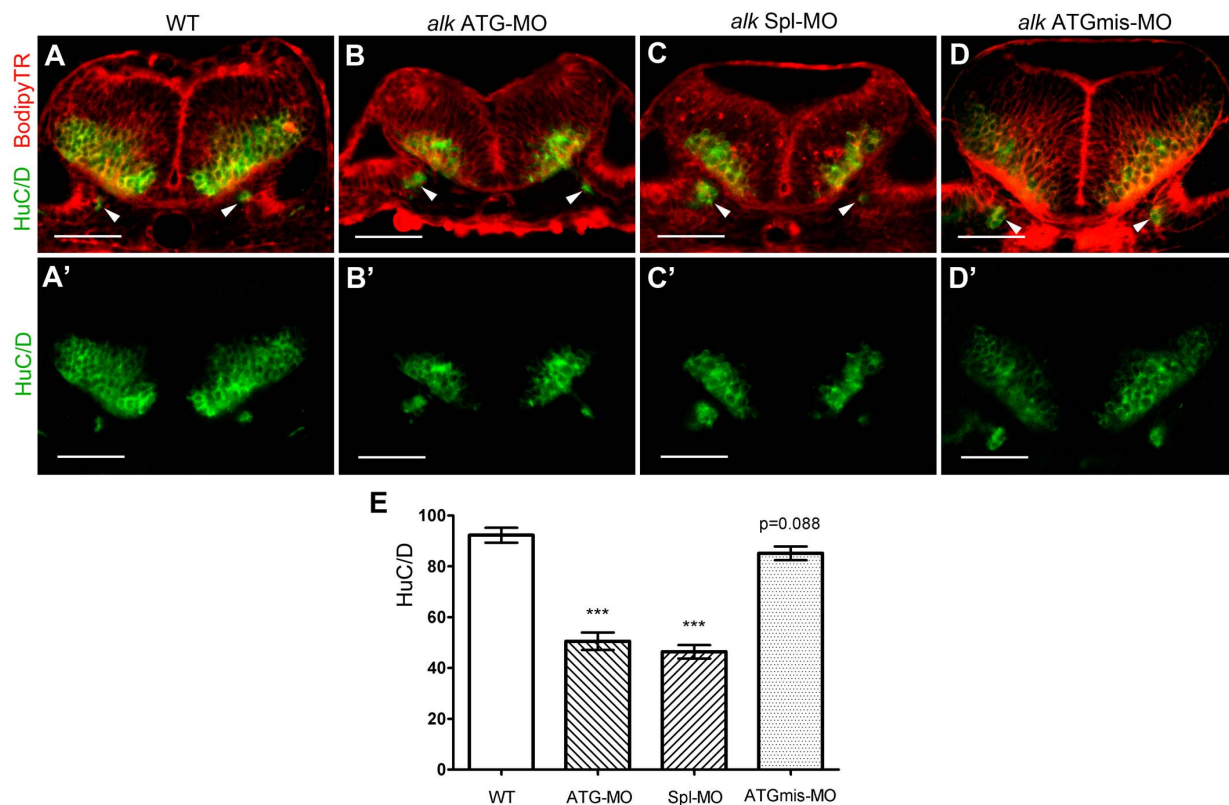 WT
alk ATG-MO
alk Spl-MO
alk ATGmis-MO
HuC/D BodipyTR
A
B
C
D
HuC/D
A’
B’
C’
D’
E
HuC/D
100
80
60
40
20
0
***
***
p=0.088
WT
ATG-MO
Spl-MO
ATGmis-MO